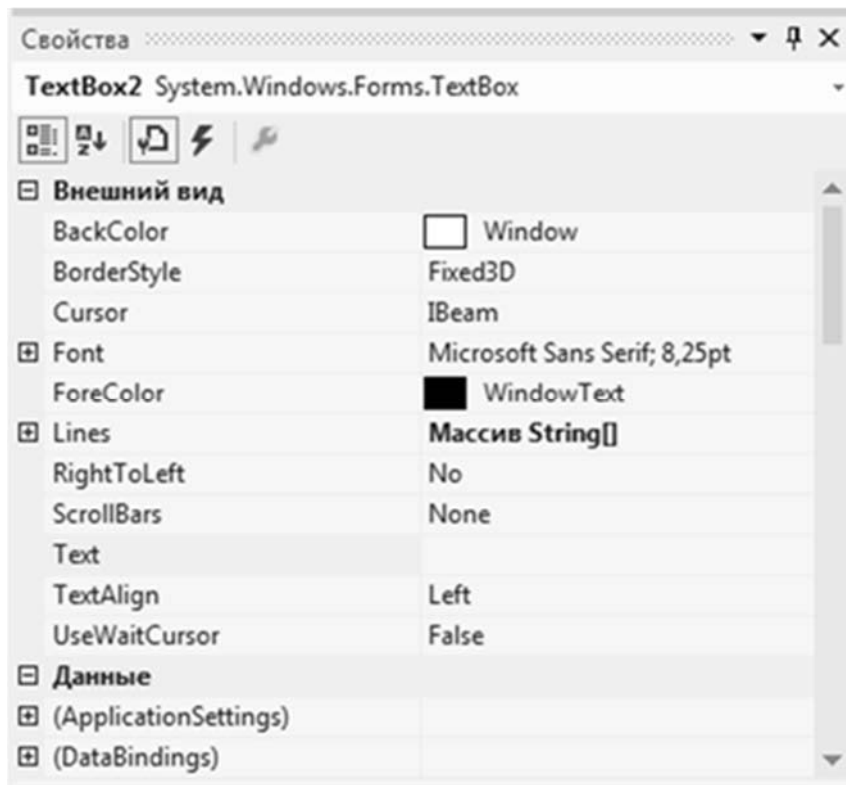 Свойства
TextBox2 System.Windows.Forms.TextBox
Внешний вид
BackColor Window
BorderStyle Fixed3D
Cursor IBeam
Font Microsoft Sans Serif; 8,25pt
ForeColor WindowText
Lines Массив String[]
RightToLeft No
ScrollBars None
Text
TextAlign Left
UseWaitCursor False
Данные
(ApplicationSettings)
(DataBindings)